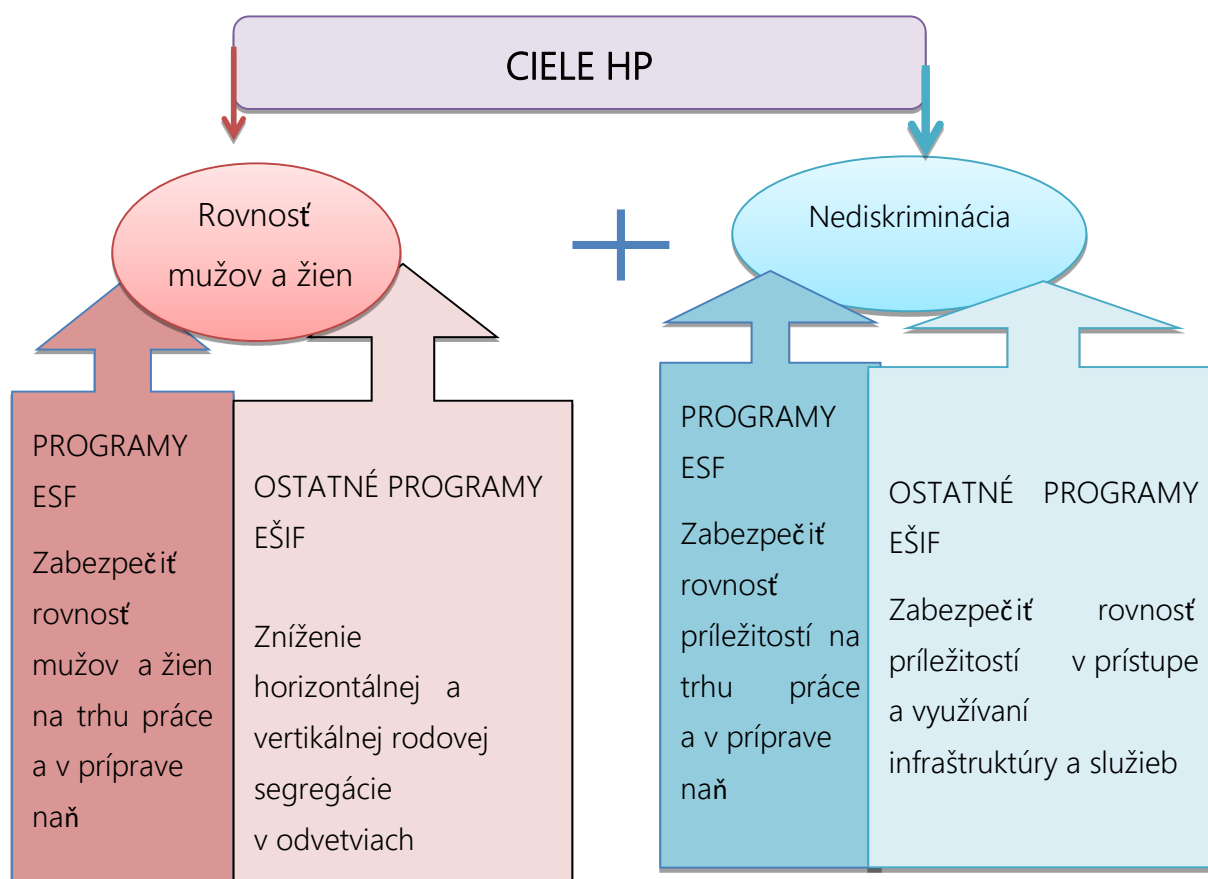 CIELE HP
Rovnosť
mužov a žien
Nediskriminácia
PROGRAMY
ESF
Zabezpečiť
rovnosť
mužov a žien
na trhu práce
a v príprave
naň
OSTATNÉ PROGRAMY
EŠIF
Zníženie
horizontálnej a
vertikálnej rodovej
segregácie
v odvetviach
PROGRAMY
ESF
Zabezpečiť
rovnosť
príležitostí na
trhu práce
a v príprave
naň
OSTATNÉ PROGRAMY
EŠIF
Zabezpečiť rovnosť
príležitostí v prístupe
a využívaní
infraštruktúry a služieb